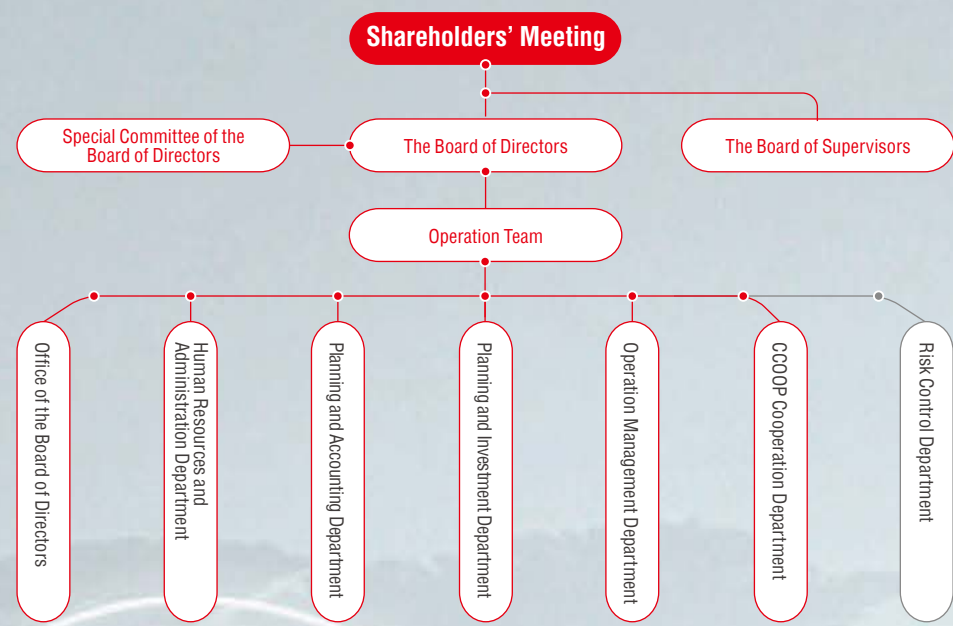 Shareholders' Meeting
Special Committee of the
Board of Directors
The Board of Directors
The Board of Supervisors
Operation Team
Office of the Board of Directors
Human Resources and
Administration Department
Planning and Accounting Department
Planning and Investment Department
Operation Management Department
CCOOP Cooperation Department
Risk Control Department